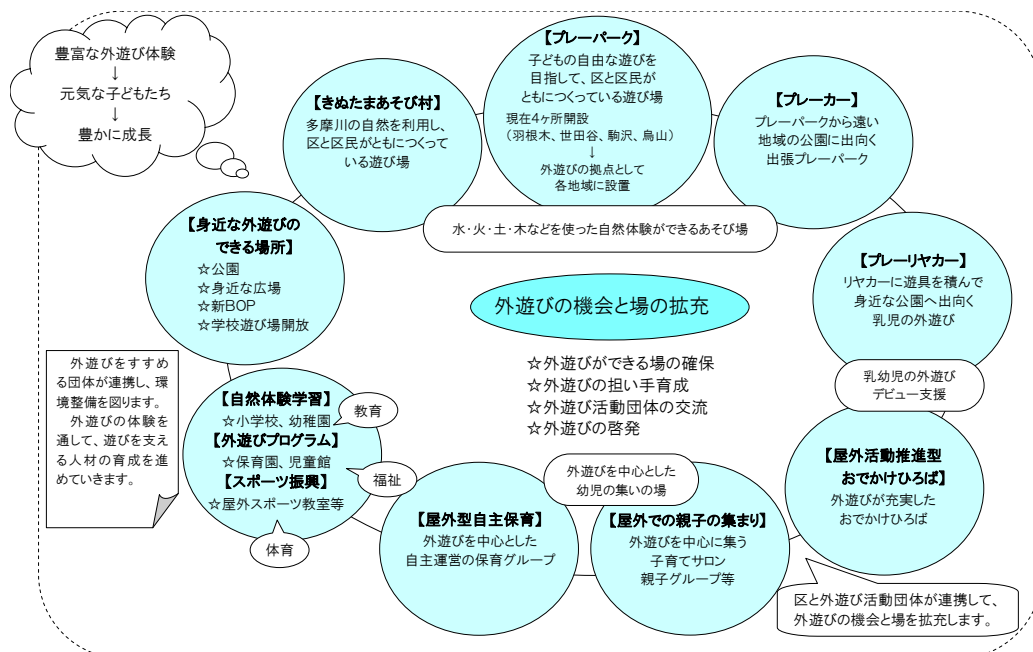 豊富な外遊び体験
↓
元気な子どもたち
↓
豊かに成長
【プレーパーク】
子どもの自由な遊びを
目指して、区と区民が
ともにつくっている遊び場
現在4ヶ所開設
(羽根木、世田谷、駒沢、烏山)
↓
外遊びの拠点として
各地域に設置
【きぬたまあそび村】
多摩川の自然を利用し、
区と区民がともにつくって
いる遊び場
【プレーカー】
プレーパークから遠い
地域の公園に出向く
出張プレーパーク
水・火・土・木などを使った自然体験ができるあそび場
【身近な外遊びの
できる場所】
☆公園
☆身近な広場
☆新BOP
☆学校遊び場開放
【プレーリヤカー】
リヤカーに遊具を積んで
身近な公園へ出向く
乳児の外遊び
外遊びの機会と場の拡充
☆外遊びができる場の確保
☆外遊びの担い手育成
☆外遊び活動団体の交流
☆外遊びの啓発
乳幼児の外遊び
デビュー支援
外遊びをすすめ
る団体が連携し、環
境整備を図ります。
外遊びの体験を
通して、遊びを支え
る人材の育成を進
めていきます。
【自然体験学習】
☆小学校、幼稚園
【外遊びプログラム】
☆保育園、児童館
【スポーツ振興】
☆屋外スポーツ教室等
教育
福祉
体育
【屋外型自主保育】
外遊びを中心とした
自主運営の保育グループ
外遊びを中心とした
幼児の集いの場
【屋外での親子の集まり】
外遊びを中心に集う
子育てサロン
親子グループ等
【屋外活動推進型
おでかけひろば】
外遊びが充実した
おでかけひろば
区と外遊び活動団体が連携して、
外遊びの機会と場を拡充します。